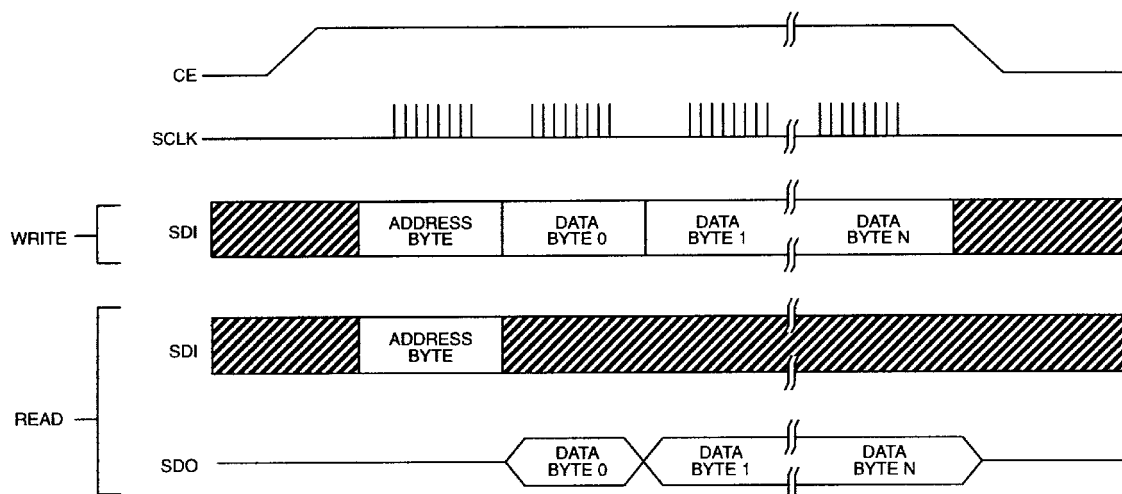 CE
SCLK
WRITE
SDI
ADDRESS
BYTE
DATA
BYTE 0
DATA
BYTE 1
DATA
BYTE N
READ
SDI
ADDRESS
BYTE
SDO
DATA
BYTE 0
DATA
BYTE 1
DATA
BYTE N